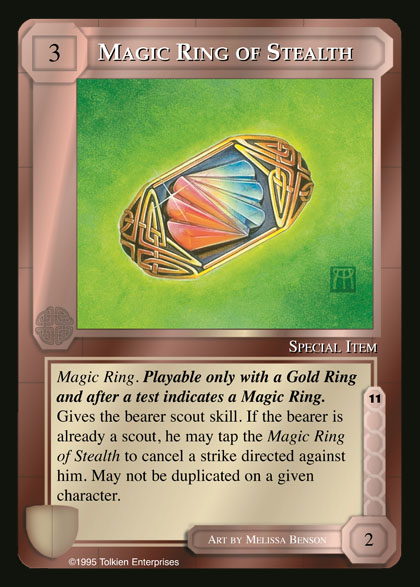 3
Magic Ring of Stealth
Special Item
Magic Ring. Playable only with a Gold Ring
and after a test indicates a Magic Ring.
Gives the bearer scout skill. If the bearer is
already a scout, he may tap the Magic Ring
of Stealth to cancel a strike directed against
him. May not be duplicated on a given
character.
11
Art by Melissa Benson
2
©1995 Tolkien Enterprises